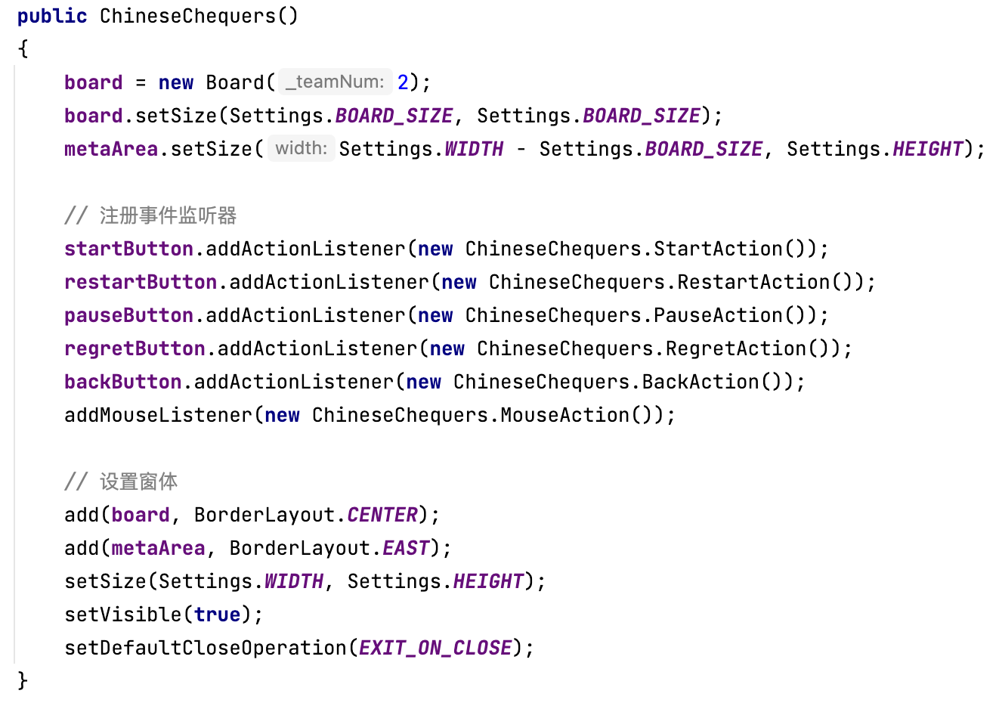 public ChineseChequers()
{
board = new Board( _teamNum: 2);
board.setSize(Settings.BOARD_SIZE, Settings.BOARD_SIZE);
metaArea.setSize( width: Settings.WIDTH - Settings.BOARD_SIZE, Settings.HEIGHT);
// 注册事件监听器
startButton.addActionListener(new ChineseChequers.StartAction());
restartButton.addActionListener(new ChineseChequers.RestartAction());
pauseButton.addActionListener(new ChineseChequers.PauseAction());
regretButton.addActionListener(new ChineseChequers.RegretAction());
backButton.addActionListener(new ChineseChequers.BackAction());
addMouseListener(new ChineseChequers.MouseAction());
// 设置窗体
add(board, BorderLayout.CENTER);
add(metaArea, BorderLayout.EAST);
setSize(Settings.WIDTH, Settings.HEIGHT);
setVisible(true);
setDefaultCloseOperation(EXIT_ON_CLOSE);
}